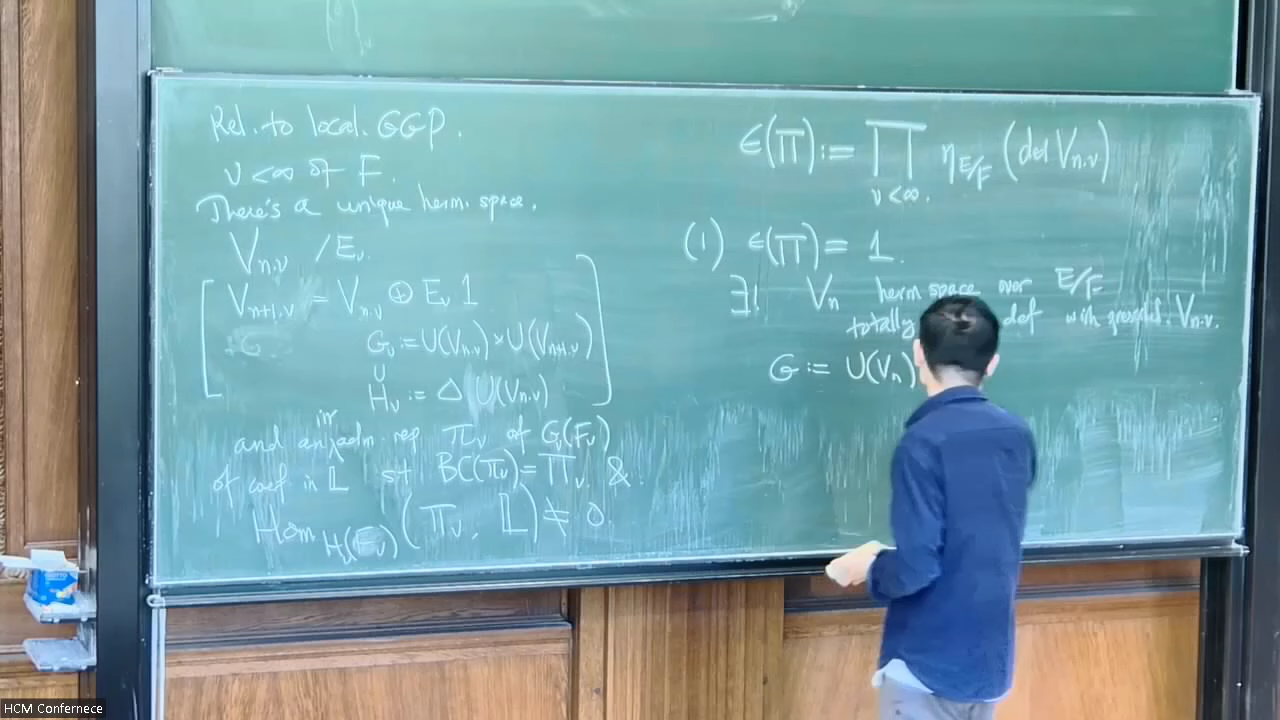 Rel. to local GGP.
v < ∞ of F.
There's a unique herm. space.
V_{n,v} / E_v
V_{n+1,v} = V_{n,v} ⊕ E_v 1
G_v := U(V_{n,v}) × U(V_{n+1,v})
∪
H_v := Δ U(V_{n,v})
irr
and an adm. rep π_v of G_v(F_v)
of coef in 𝕃 st BC(π_v) = Π_v &
Hom_{H_v(F_v)} (π_v, 𝕃) ≠ 0.
ϵ(Π) := ∏_{v<∞.} η_{E/F} (det V_{n,v})
(1) ϵ(Π) = 1.
∃! V_n herm space over E/F
totally def with V_{n,v}.
G := U(V_n)
HCM Confernece